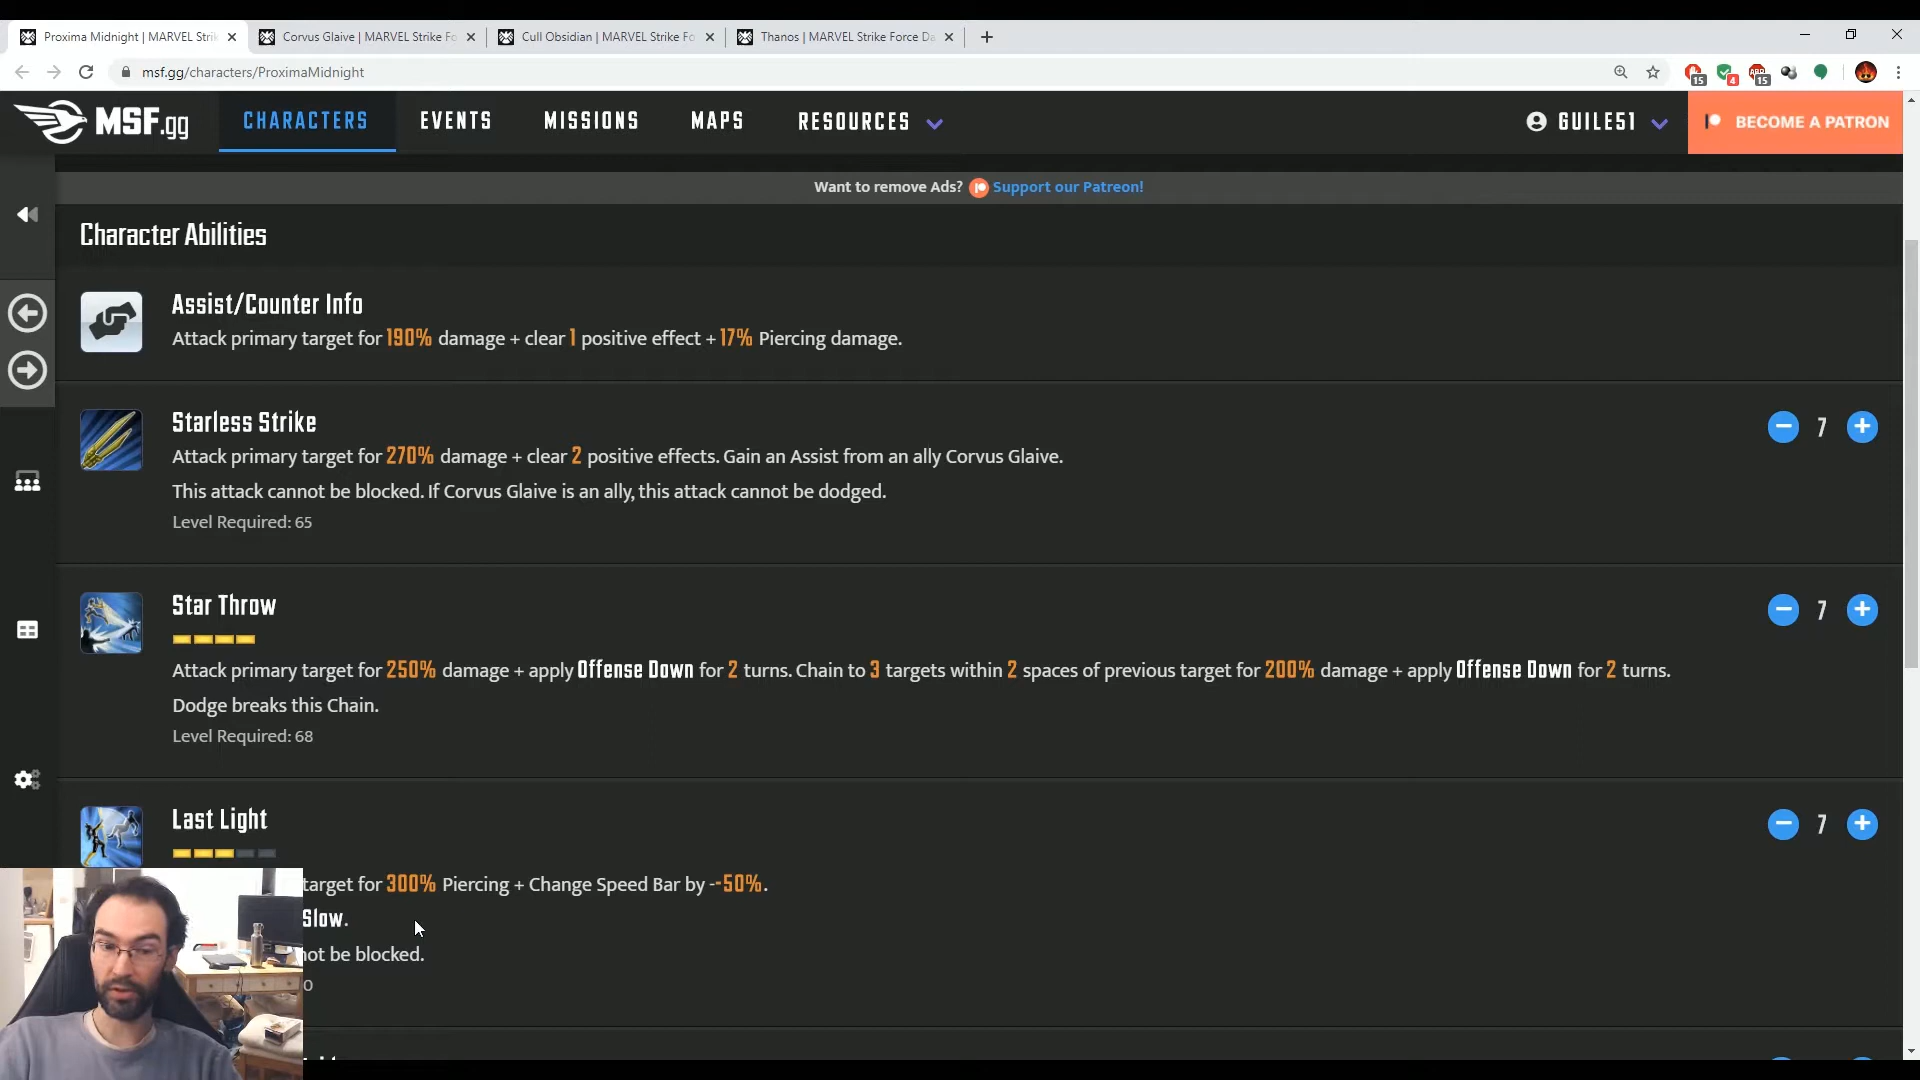 Proxima Midnight | MARVEL Strik
Corvus Glaive | MARVEL Strike Fo
Cull Obsidian | MARVEL Strike Fo
Thanos | MARVEL Strike Force Da
msf.gg/characters/ProximaMidnight
15
4
ABP
15
MSF.gg
CHARACTERS
EVENTS
MISSIONS
MAPS
RESOURCES
GUILE51
BECOME A PATRON
Want to remove Ads? Support our Patreon!
Character Abilities
Assist/Counter Info
Attack primary target for 190% damage + clear 1 positive effect + 17% Piercing damage.
Starless Strike
7
Attack primary target for 270% damage + clear 2 positive effects. Gain an Assist from an ally Corvus Glaive.
This attack cannot be blocked. If Corvus Glaive is an ally, this attack cannot be dodged.
Level Required: 65
Star Throw
7
Attack primary target for 250% damage + apply Offense Down for 2 turns. Chain to 3 targets within 2 spaces of previous target for 200% damage + apply Offense Down for 2 turns.
Dodge breaks this Chain.
Level Required: 68
Last Light
7
target for 300% Piercing + Change Speed Bar by --50%.
Slow.
not be blocked.
0